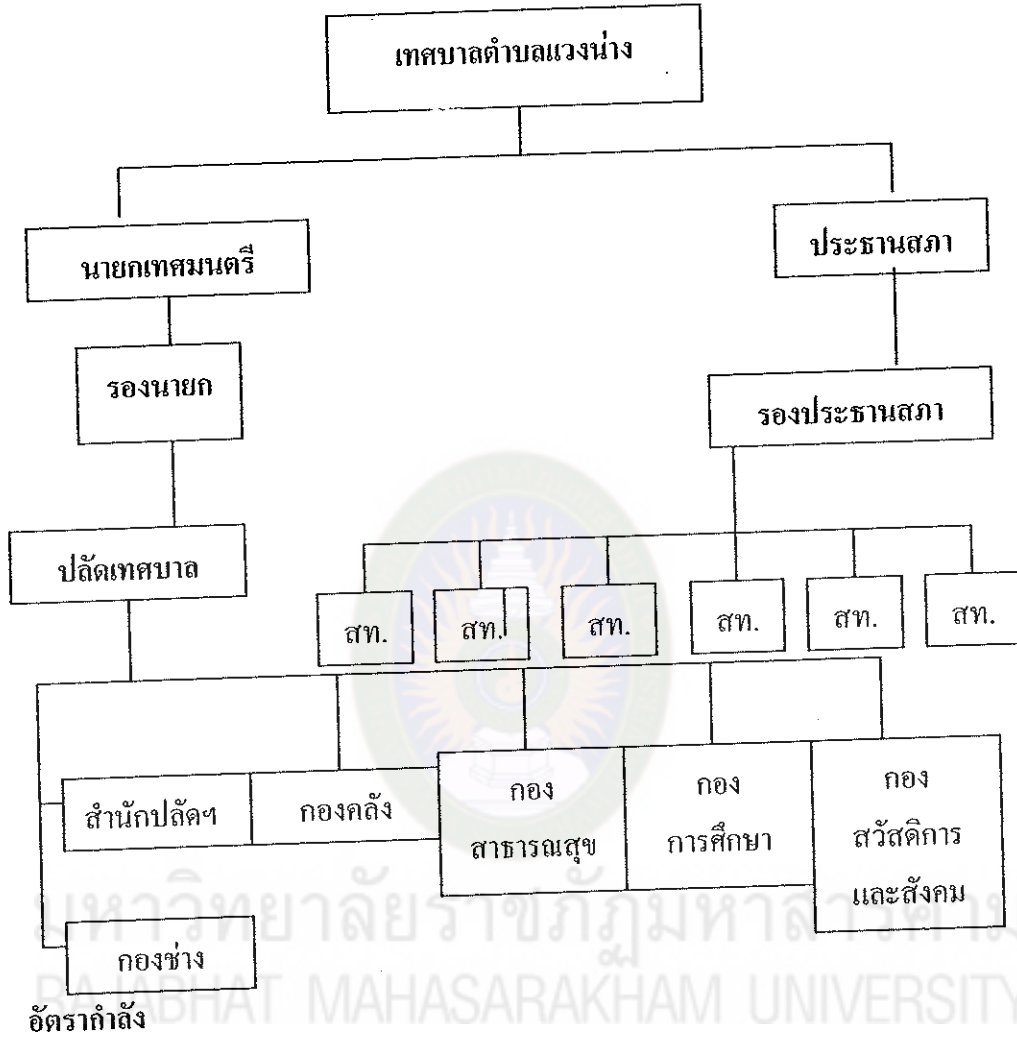 เทศบาลตำบลแวงน่าง
นายกเทศมนตรี
ประธานสภา
รองนายก
รองประธานสภา
ปลัดเทศบาล
สท. สท. สท. สท. สท. สท.
สำนักปลัดฯ
กองคลัง
กอง
สาธารณสุข
กอง
การศึกษา
กอง
สวัสดิการ
และสังคม
กองช่าง
มหาวิทยาลัยราชภัฏมหาสารคาม
RAJABHAT MAHASARAKHAM UNIVERSITY
อัตรากำลัง